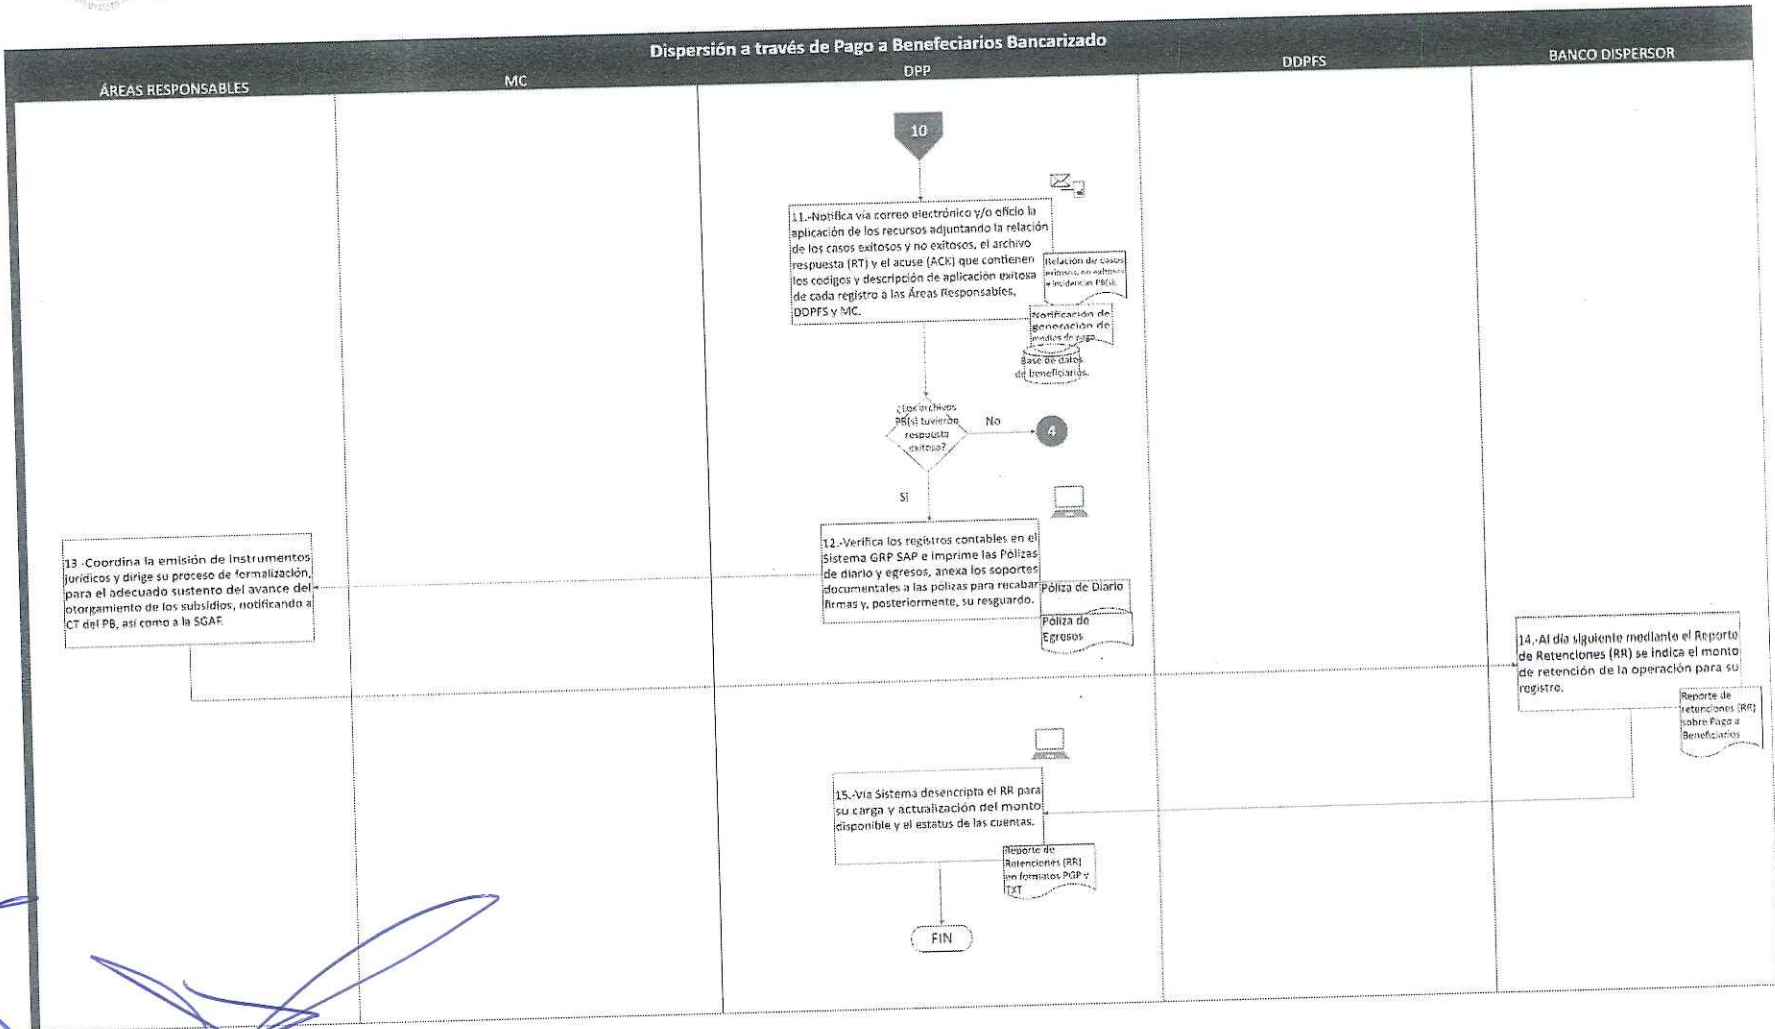 Dispersión a través de Pago a Benefeciarios Bancarizado
ÁREAS RESPONSABLES
MC
DPP
DDPFS
BANCO DISPERSOR
10
11.-Notifica vía correo electrónico y/o oficio la
aplicación de los recursos adjuntando la relación
de los casos exitosos y no exitosos, el archivo
respuesta (RT) y el acuse (ACK) que contienen
los codigos y descripción de aplicación exitosa
de cada registro a las Áreas Responsables,
DDPFS y MC.
Relación de casos
exitosos, no exitosos
e incidencias PB(s).
Notificación de
generación de
medios de pago.
Base de datos
de beneficiarios.
¿Los archivos
PB(s) tuvieron
respuesta
exitosa?
No
4
Si
12.-Verifica los registros contables en el
Sistema GRP SAP e imprime las Pólizas
de diario y egresos, anexa los soportes
documentales a las pólizas para recabar
firmas y, posteriormente, su resguardo.
Póliza de Diario
Póliza de
Egresos
13.-Coordina la emisión de instrumentos
jurídicos y dirige su proceso de formalización,
para el adecuado sustento del avance del
otorgamiento de los subsidios, notificando a
CT del PB, así como a la SGAF.
14.-Al día siguiente mediante el Reporte
de Retenciones (RR) se indica el monto
de retención de la operación para su
registro.
Reporte de
retenciones (RR)
sobre Pago a
Beneficiarios
15.-Vía Sistema desencripta el RR para
su carga y actualización del monto
disponible y el estatus de las cuentas.
Reporte de
Retenciones (RR)
en formatos PGP y
TXT
FIN